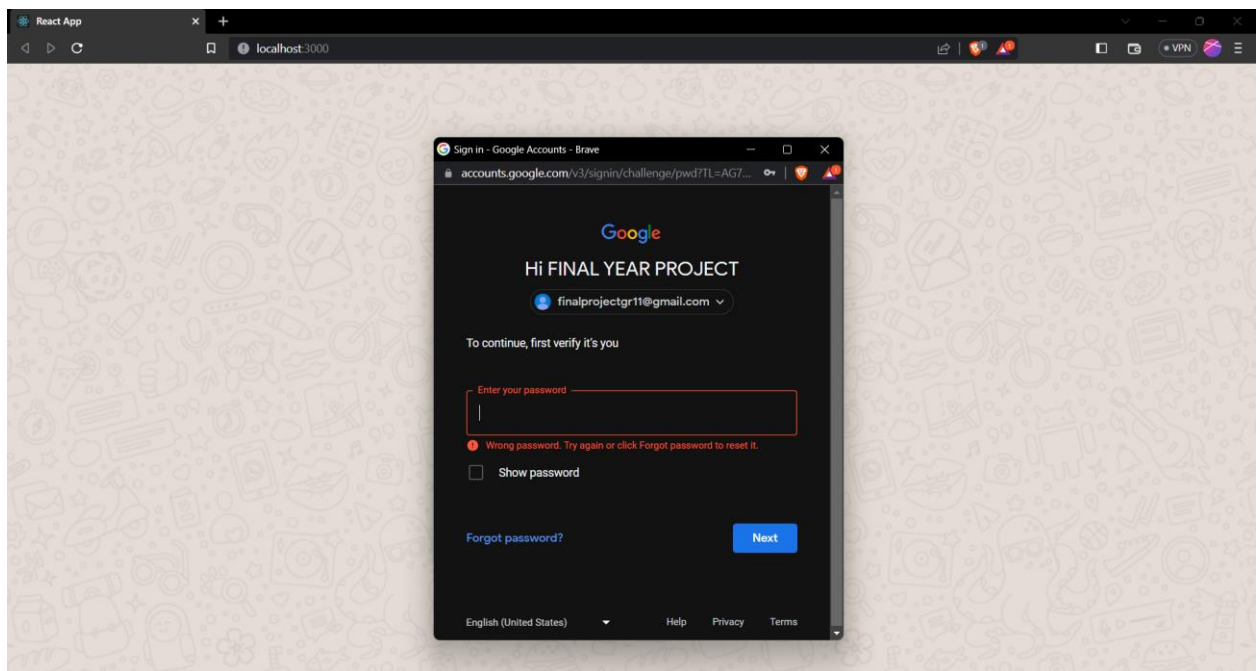 React App
localhost:3000
VPN
Sign in - Google Accounts - Brave
accounts.google.com/v3/signin/challenge/pwd?TL=AG7...
Google
Hi FINAL YEAR PROJECT
finalprojectgr11@gmail.com
To continue, first verify it's you
Enter your password
Wrong password. Try again or click Forgot password to reset it.
Show password
Forgot password? Next
English (United States) Help Privacy Terms